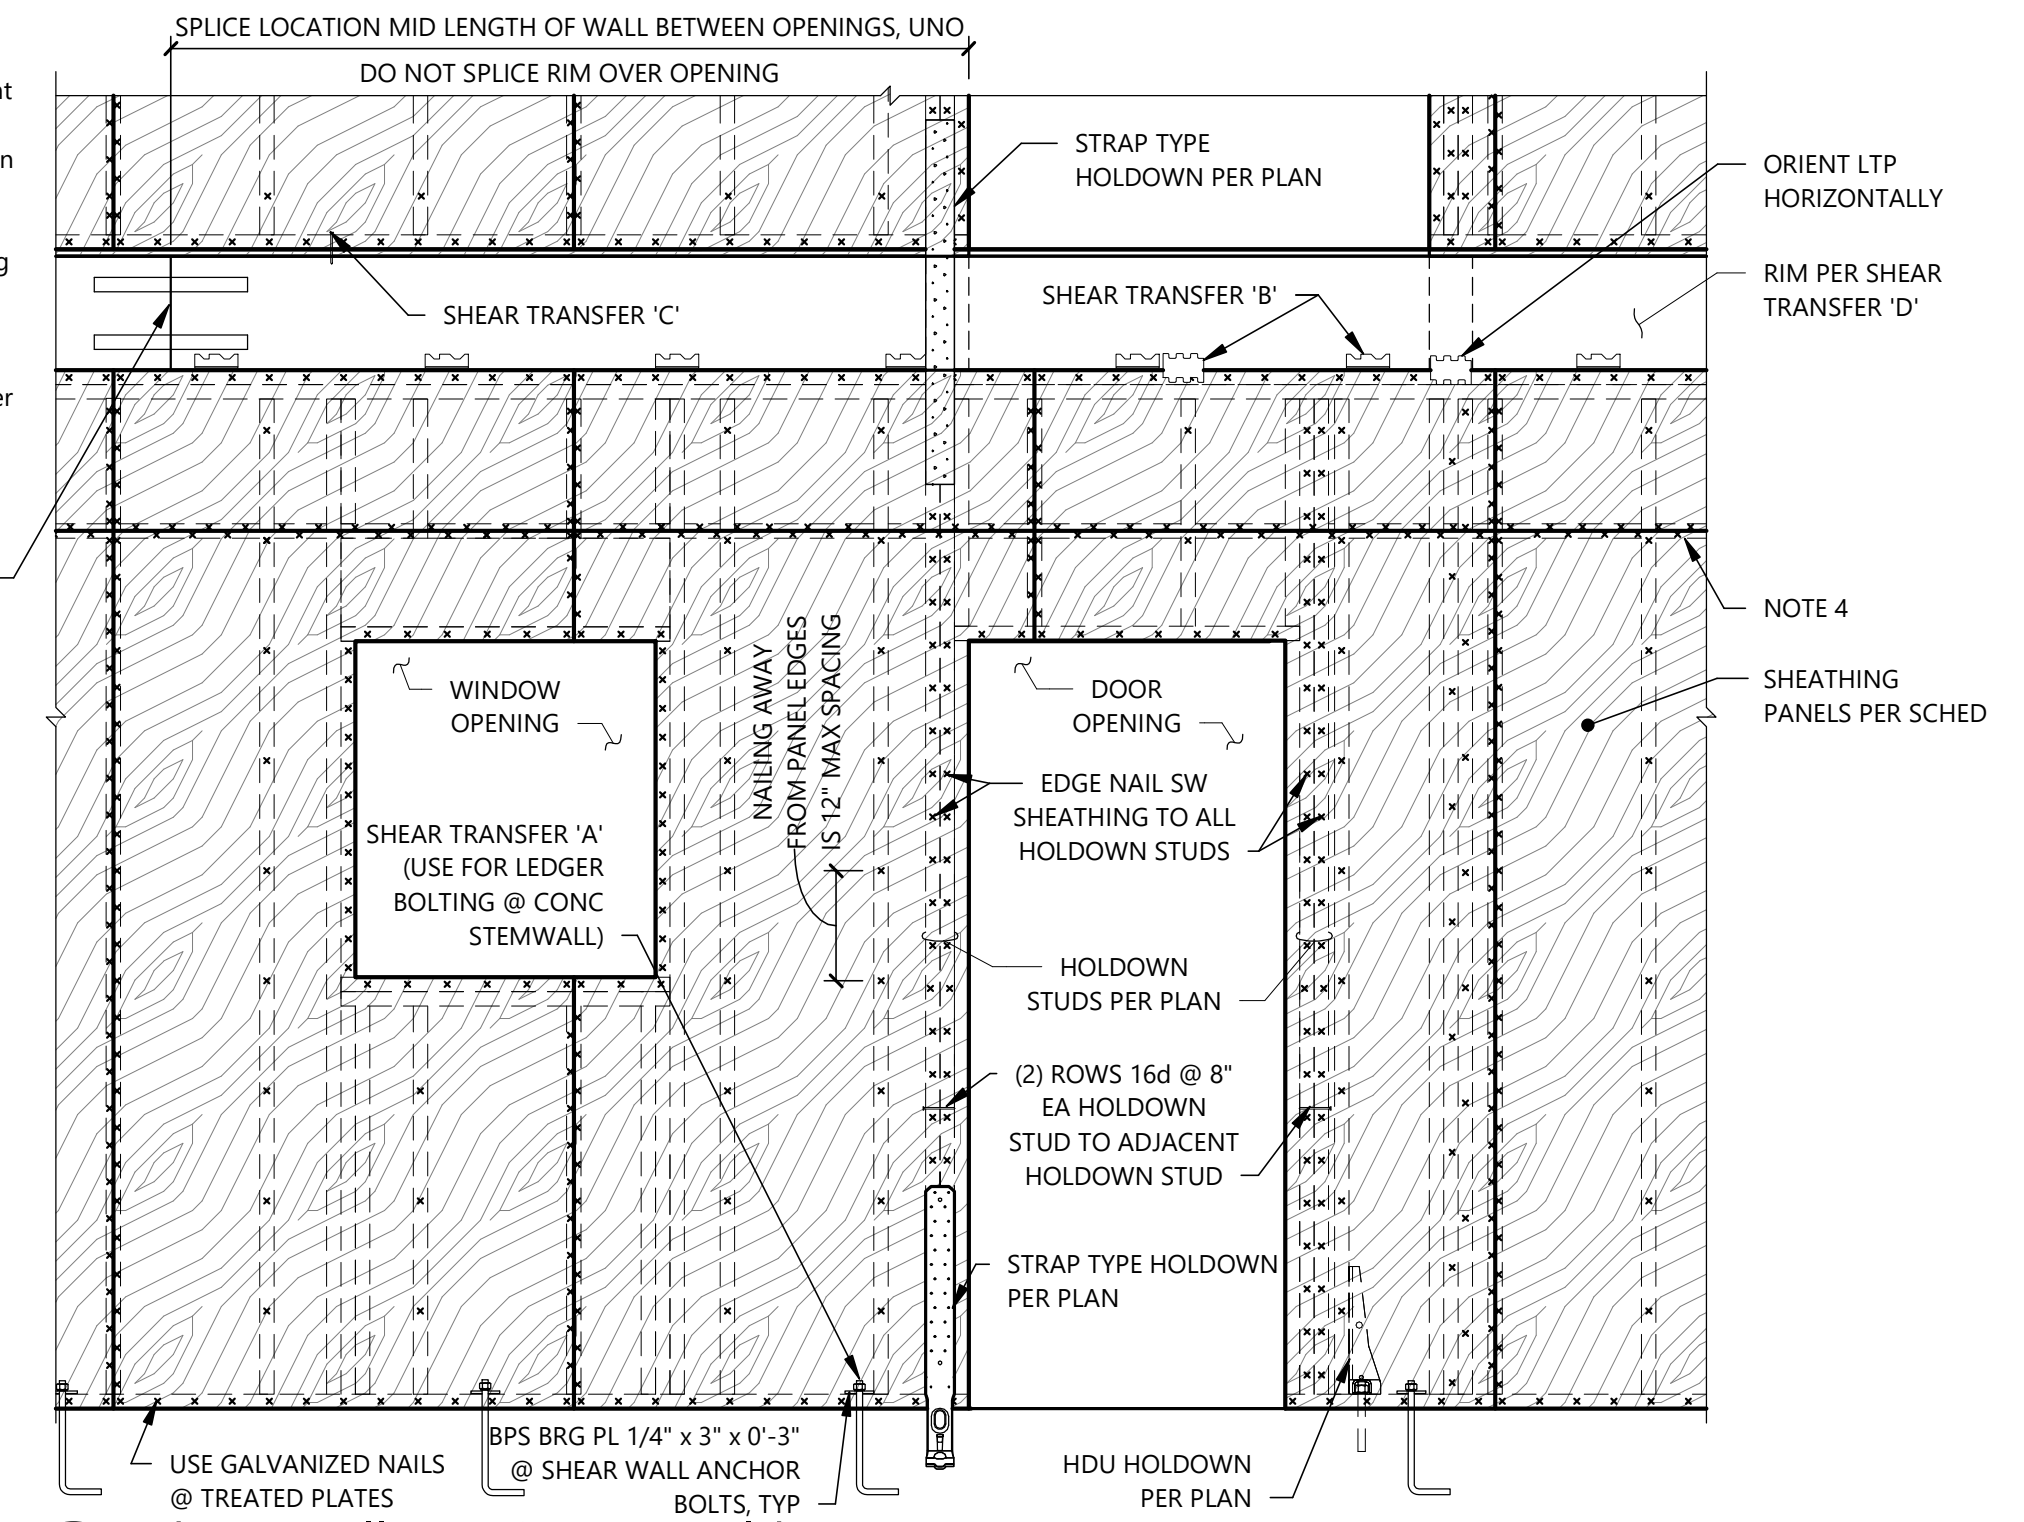 SPLICE LOCATION MID LENGTH OF WALL BETWEEN OPENINGS, UNO
DO NOT SPLICE RIM OVER OPENING
STRAP TYPE
HOLDOWN PER PLAN
ORIENT LTP
HORIZONTALLY
RIM PER SHEAR
TRANSFER 'D'
SHEAR TRANSFER 'B'
SHEAR TRANSFER 'C'
NOTE 4
SHEATHING
PANELS PER SCHED
WINDOW
OPENING
NAILING AWAY
FROM PANEL EDGES
IS 12" MAX SPACING
DOOR
OPENING
EDGE NAIL SW
SHEATHING TO ALL
HOLDOWN STUDS
SHEAR TRANSFER 'A'
(USE FOR LEDGER
BOLTING @ CONC
STEMWALL)
HOLDOWN
STUDS PER PLAN
(2) ROWS 16d @ 8"
EA HOLDOWN
STUD TO ADJACENT
HOLDOWN STUD
STRAP TYPE HOLDOWN
PER PLAN
USE GALVANIZED NAILS
@ TREATED PLATES
BPS BRG PL 1/4" x 3" x 0'-3"
@ SHEAR WALL ANCHOR
BOLTS, TYP
HDU HOLDOWN
PER PLAN